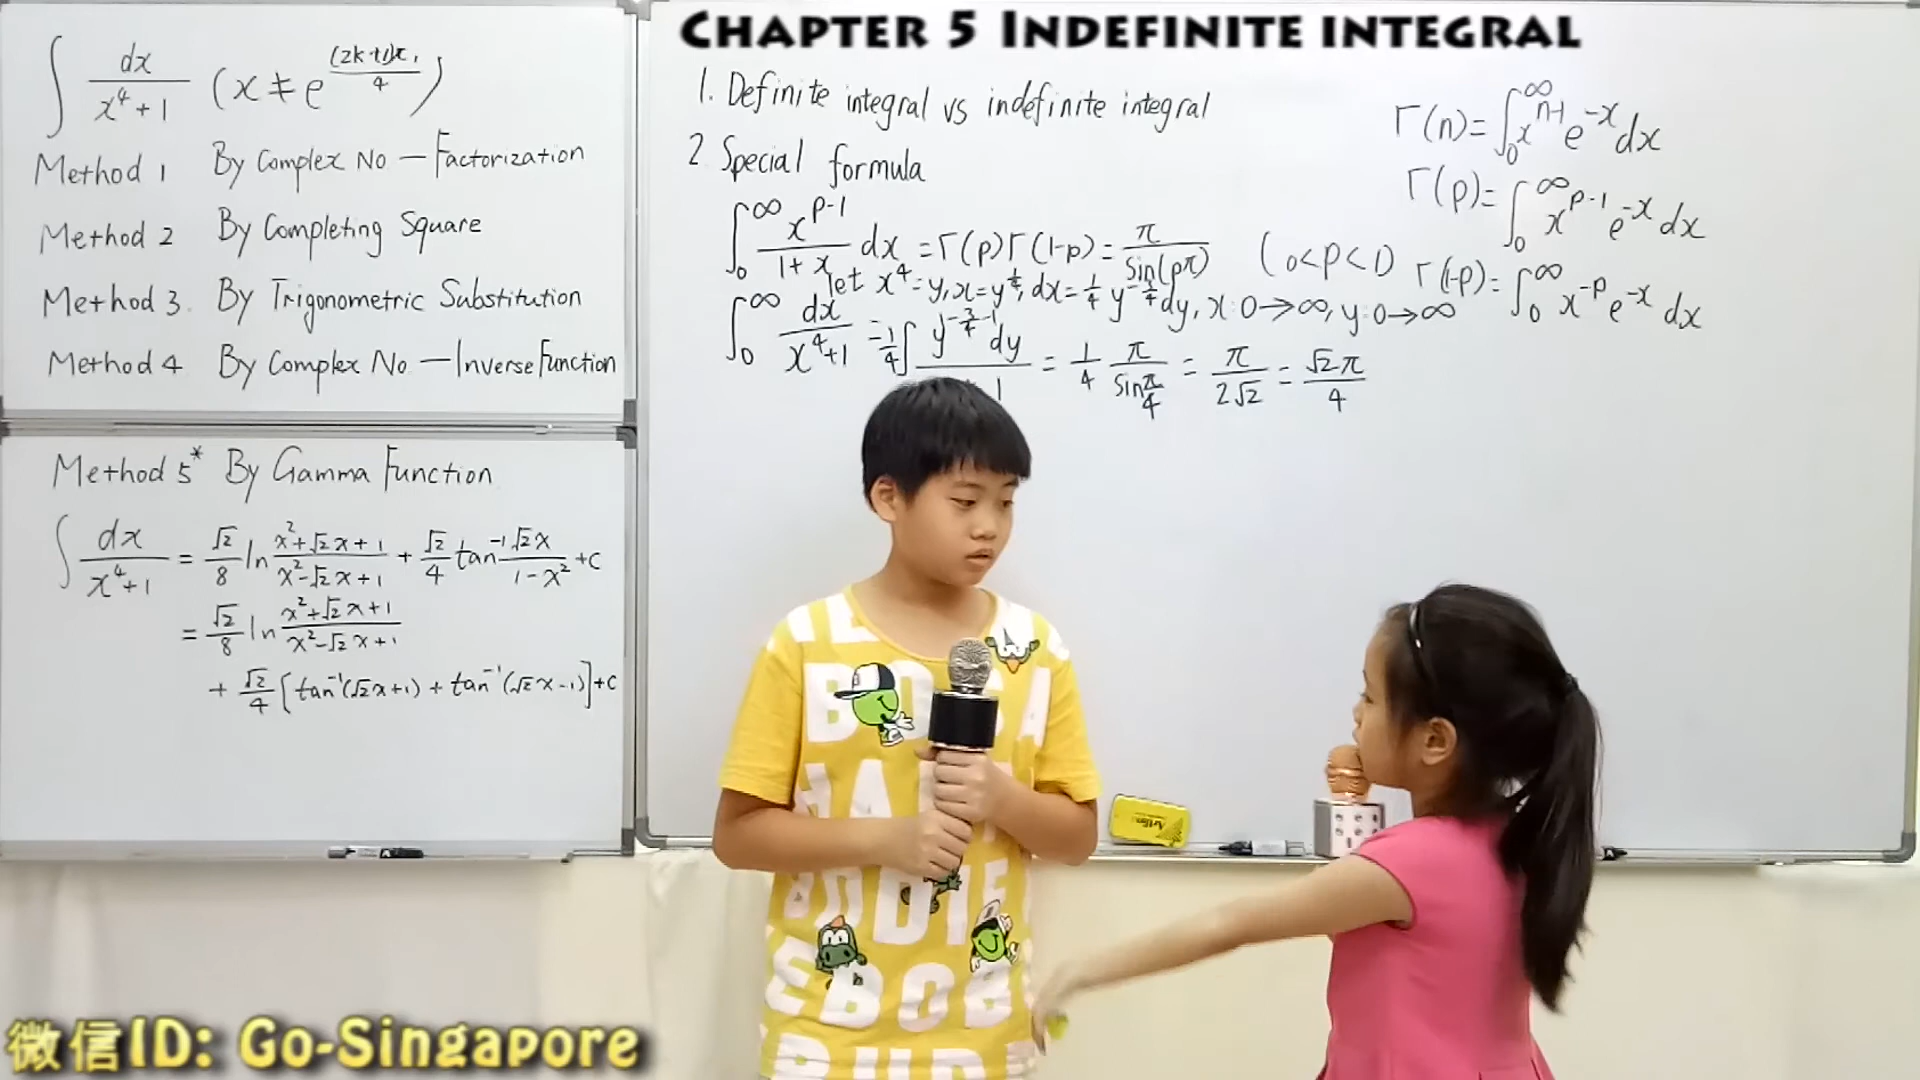 CHAPTER 5 INDEFINITE INTEGRAL
∫ dx/(x⁴+1) (x ≠ e^((2k+1)π i/4))
Method 1 By Complex No — Factorization
Method 2 By Completing Square
Method 3. By Trigonometric Substitution
Method 4 By Complex No — Inverse Function
Method 5* By Gamma Function
∫ dx/(x⁴+1) = √2/8 ln (x²+√2x+1)/(x²-√2x+1) + √2/4 tan⁻¹ √2x/(1-x²) + C
= √2/8 ln (x²+√2x+1)/(x²-√2x+1)
+ √2/4 [tan⁻¹(√2x+1) + tan⁻¹(√2x-1)] + C
1. Definite integral vs indefinite integral
2. Special formula
∫₀^∞ x^(p-1)/(1+x) dx = Γ(p)Γ(1-p) = π/sin(pπ) (0<p<1)
let x⁴=y, x=y^(1/4), dx=1/4 y^(-3/4) dy, x:0→∞, y:0→∞
∫₀^∞ dx/(x⁴+1) = 1/4 ∫ y^(-3/4) dy = 1/4 π/sin(π/4) = π/(2√2) = √2π/4
Γ(n)=∫₀^∞ x^(n-1) e^(-x) dx
Γ(p)=∫₀^∞ x^(p-1) e^(-x) dx
Γ(1-p)=∫₀^∞ x^(-p) e^(-x) dx
BODIE
EBOB
Artline
微信ID: Go-Singapore